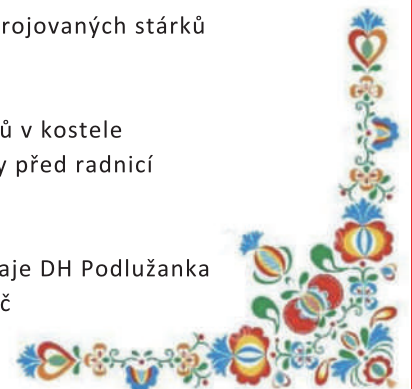 rojovaných stárků
ů v kostele
y před radnicí
aje DH Podlužanka
č